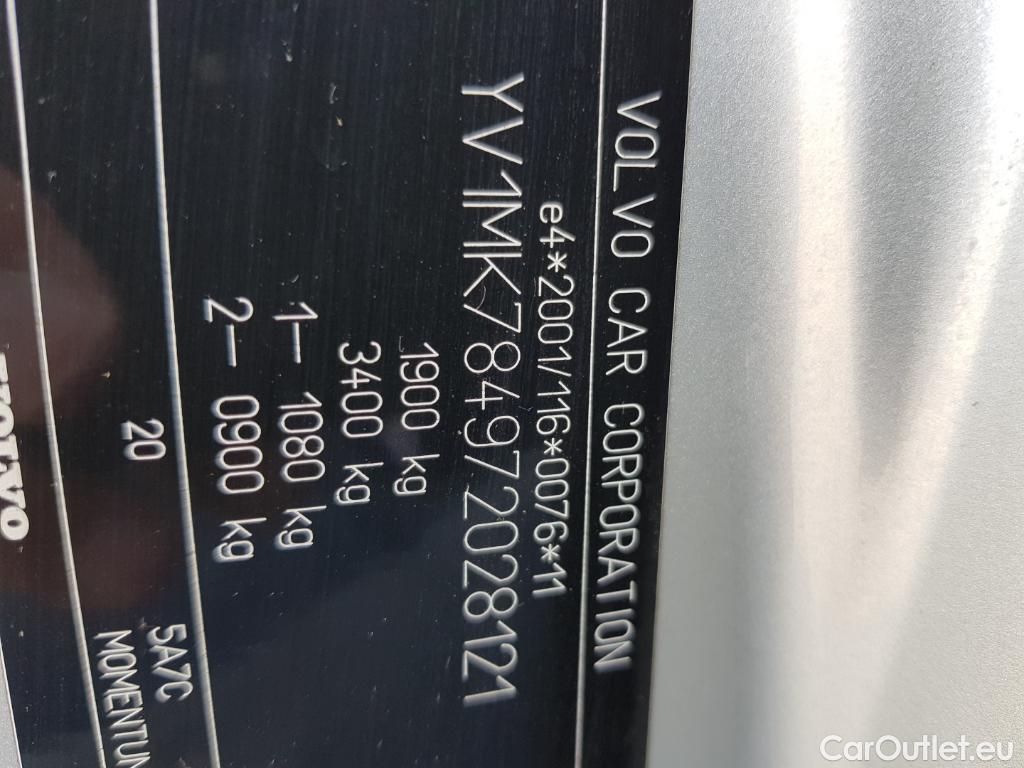 VOLVO CAR CORPORATION
e4*2001/116*0076*11
YV1MK784972028121
1900 kg
3400 kg
1— 1080 kg
2— 0900 kg
5A7C
20 MOMENTUM
VOLVO
CarOutlet.eu